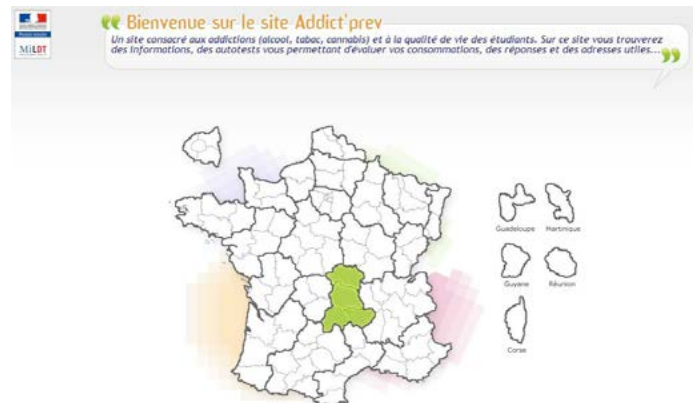 Bienvenue sur le site Addict'prev
Un site consacré aux addictions (alcool, tabac, cannabis) et à la qualité de vie des étudiants. Sur ce site vous trouverez
des informations, des autotests vous permettant d'évaluer vos consommations, des réponses et des adresses utiles...
MiLDT
Guadeloupe Martinique
Guyane Réunion
Corse